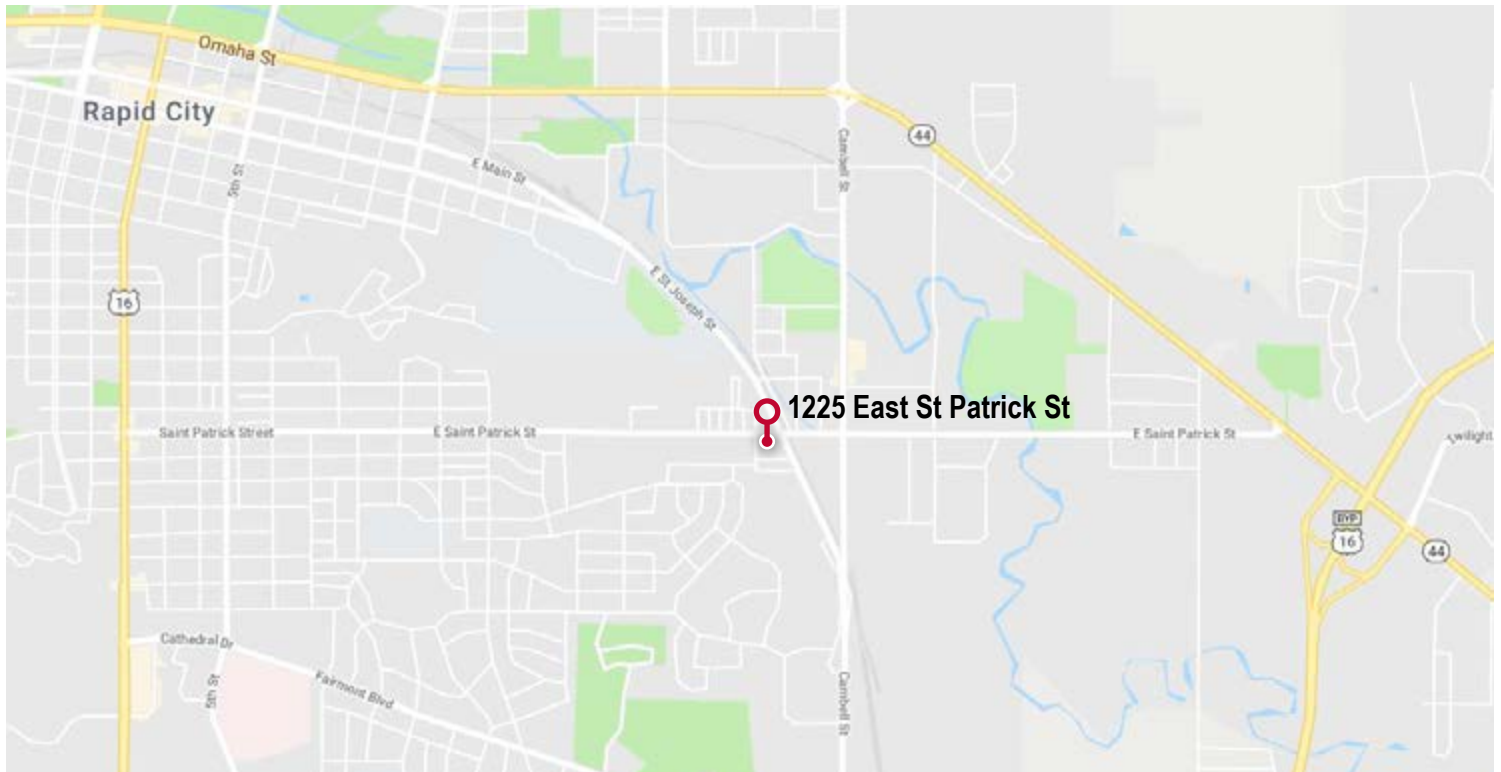 Omaha St
Rapid City
44
Cambell St
E Main St
5th St
16
E St Joseph St
1225 East St Patrick St
Saint Patrick Street
E Saint Patrick St
E Saint Patrick St
wilight
BYP
16
44
Cathedral Dr
5th St
Fairmont Blvd
Cambell St